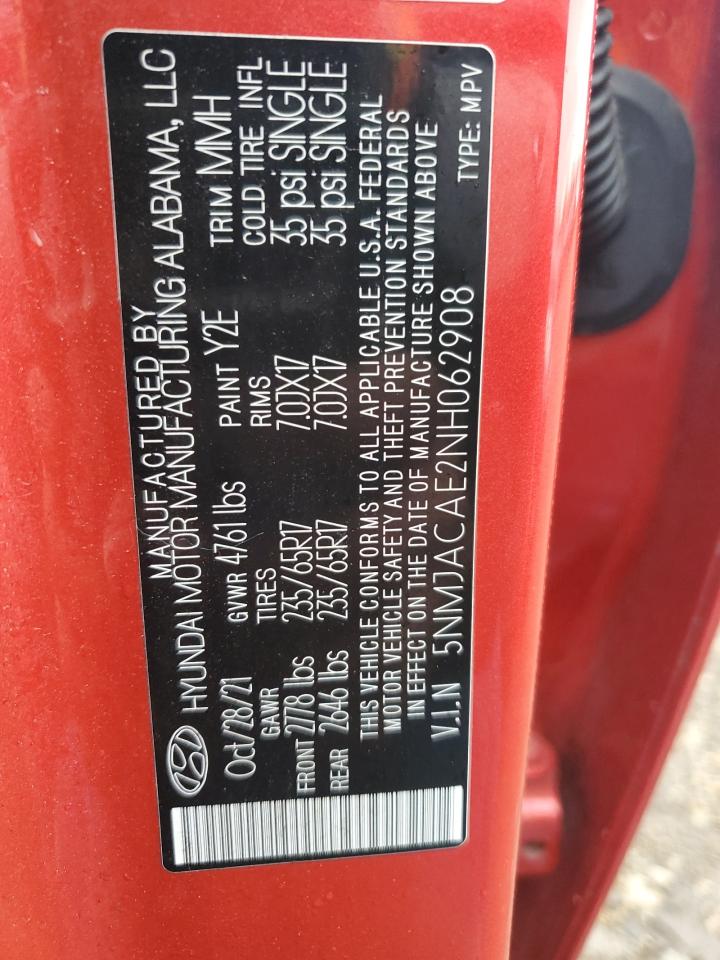 MANUFACTURED BY
HYUNDAI MOTOR MANUFACTURING ALABAMA, LLC
Oct/28/21 GVWR 4761 lbs PAINT Y2E TRIM MMH
GAWR TIRES RIMS COLD TIRE INFL
FRONT 2778 lbs 235/65R17 7.0JX17 35 psi SINGLE
REAR 2646 lbs 235/65R17 7.0JX17 35 psi SINGLE
THIS VEHICLE CONFORMS TO ALL APPLICABLE U.S.A. FEDERAL
MOTOR VEHICLE SAFETY AND THEFT PREVENTION STANDARDS
IN EFFECT ON THE DATE OF MANUFACTURE SHOWN ABOVE
V.I.N 5NMJACAE2NH062908 TYPE: MPV